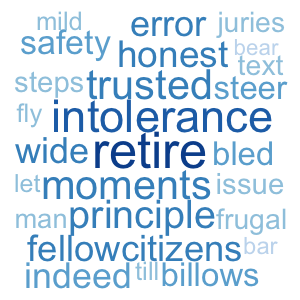 mild error juries
safety honest bear
text
steps trusted steer
fly intolerance
wide retire bled
let moments issue
man principle frugal
fellowcitizens bar
indeed till billows